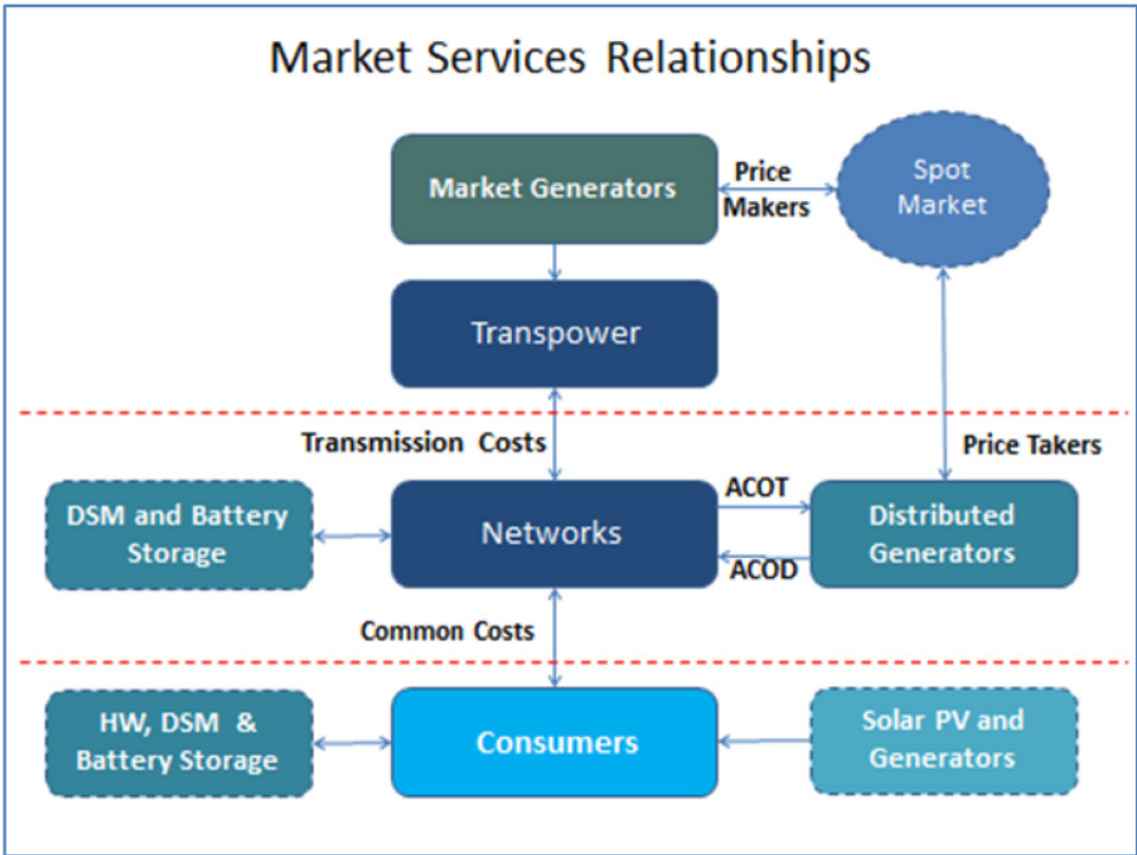 Market Services Relationships
Market Generators
Price
Makers
Spot
Market
Transpower
Transmission Costs
Price Takers
DSM and Battery
Storage
Networks
ACOT
ACOD
Distributed
Generators
Common Costs
HW, DSM &
Battery Storage
Consumers
Solar PV and
Generators